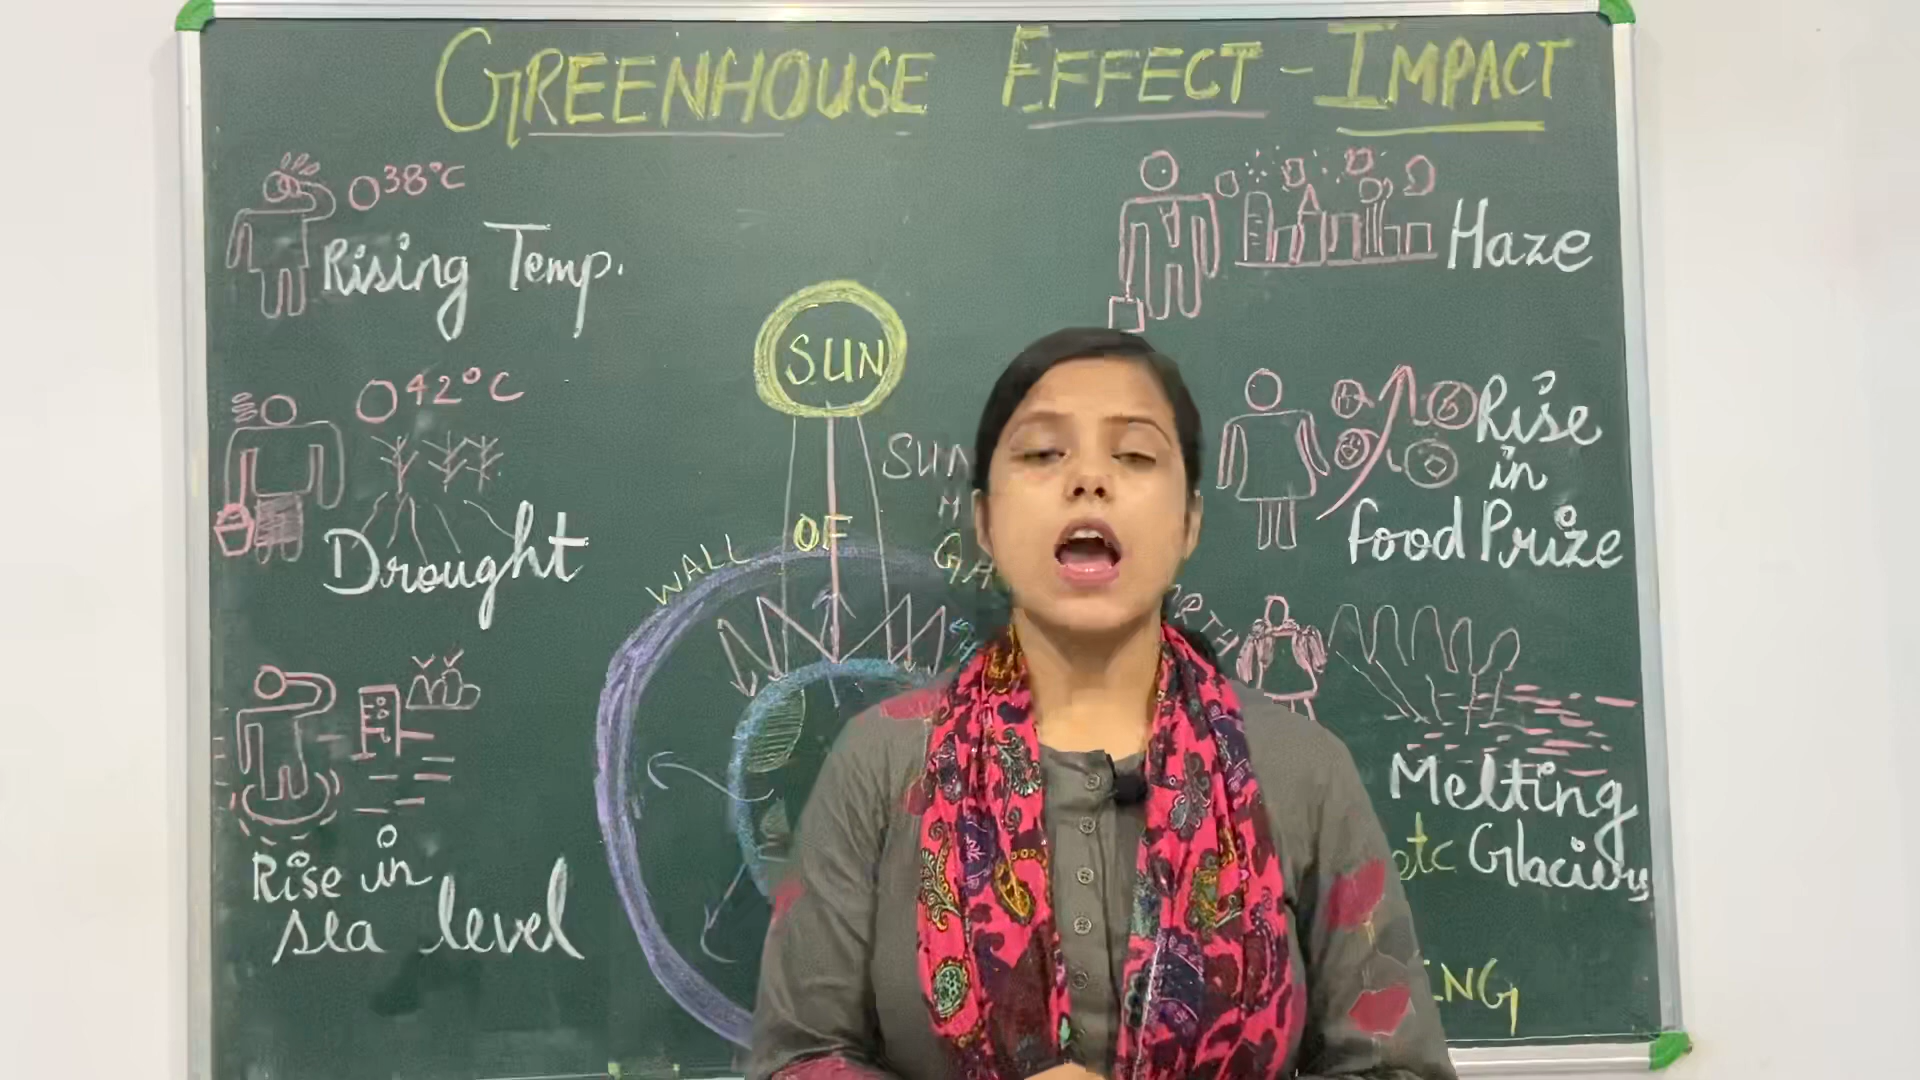 GREENHOUSE EFFECT - IMPACT
38°C
Rising Temp.
42°C
Drought
Rise in
sea level
SUN
WALL OF
Haze
Rise
in
food Prize
Melting
etc Glaciers